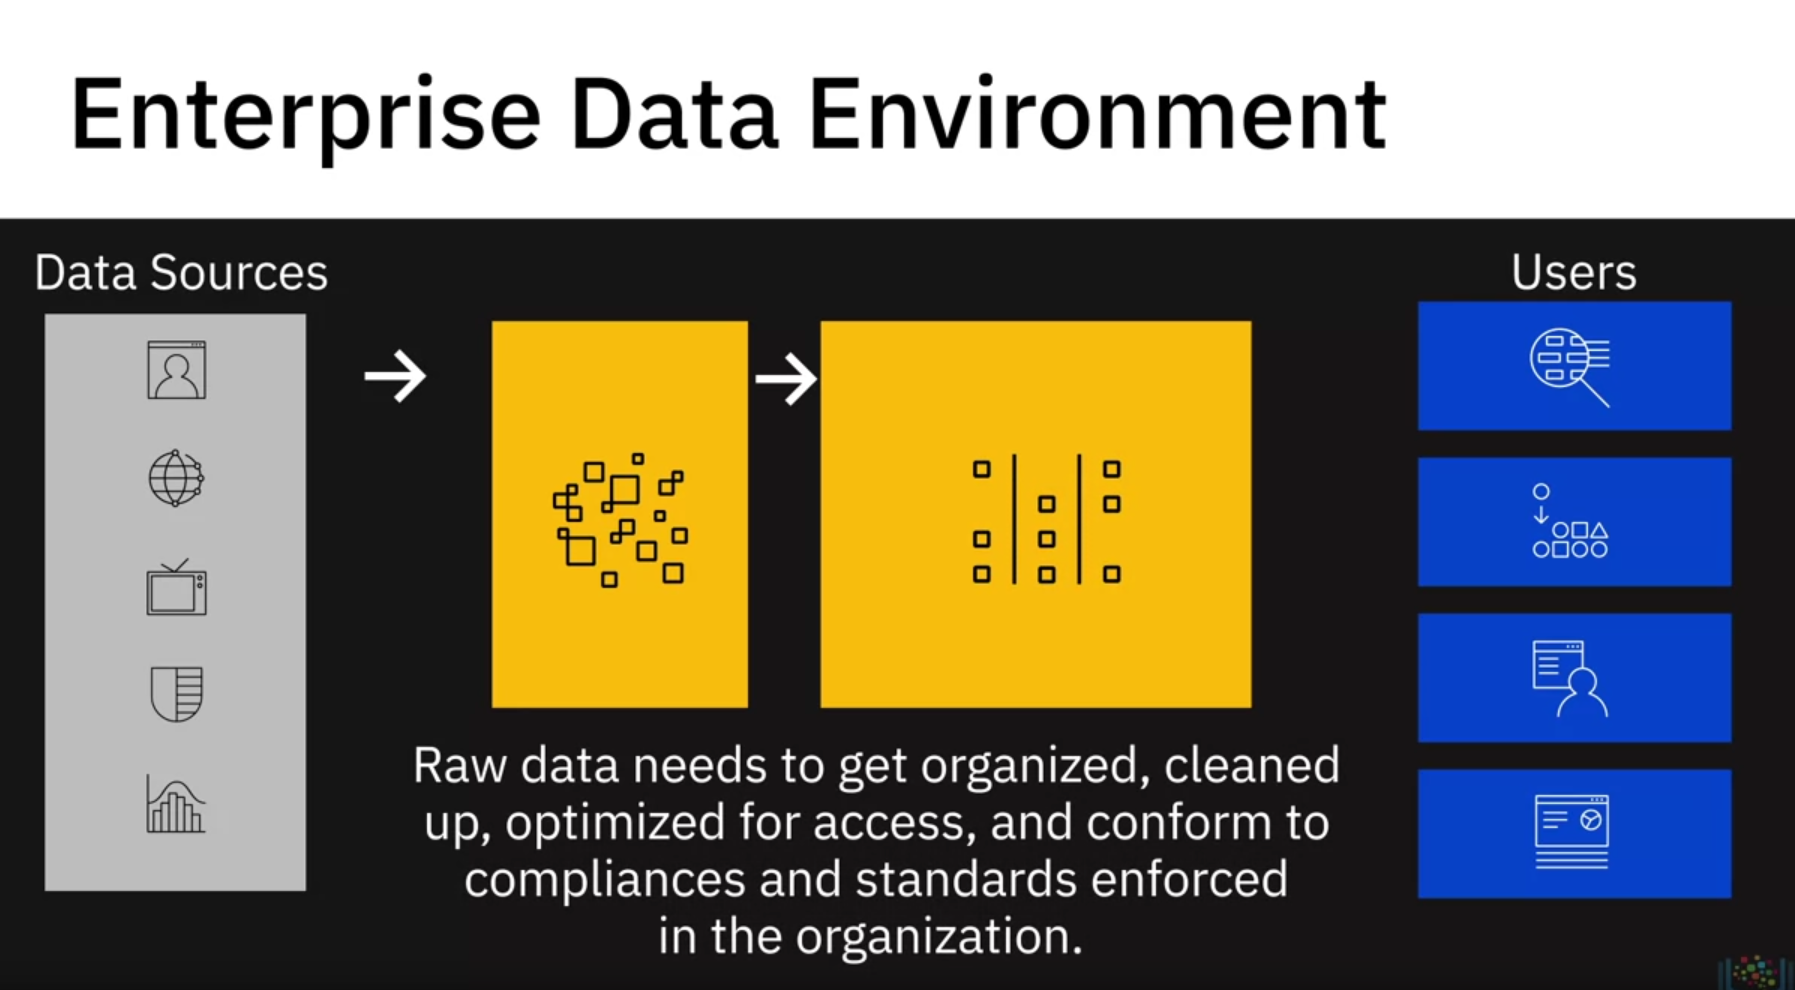 Enterprise Data Environment
Data Sources
Users
Raw data needs to get organized, cleaned
up, optimized for access, and conform to
compliances and standards enforced
in the organization.